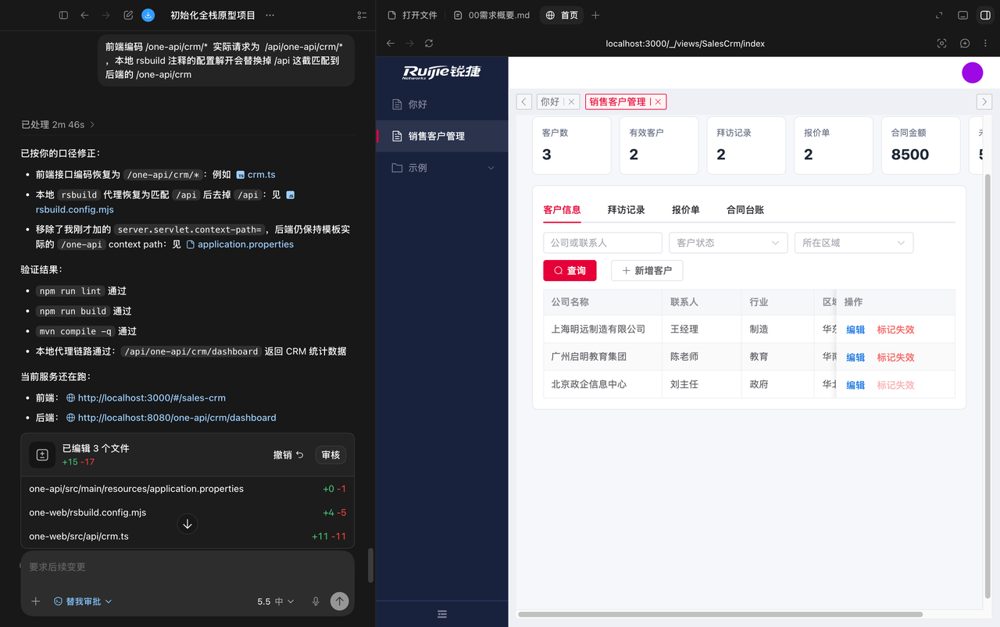 初始化全栈原型项目
前端编码 /one-api/crm/* 实际请求为 /api/one-api/crm/*
，本地 rsbuild 注释的配置解开会替换掉 /api 这截匹配到
后端的 /one-api/crm
已处理 2m 46s
已按你的口径修正：
前端接口编码恢复为 /one-api/crm/*：例如 crm.ts
本地 rsbuild 代理恢复为匹配 /api 后去掉 /api：见
rsbuild.config.mjs
移除了我刚才加的 server.servlet.context-path=，后端仍保持模板实
际的 /one-api context path：见 application.properties
验证结果：
npm run lint 通过
npm run build 通过
mvn compile -q 通过
本地代理链路通过：/api/one-api/crm/dashboard 返回 CRM 统计数据
当前服务还在跑：
前端： http://localhost:3000/#/sales-crm
后端： http://localhost:8080/one-api/crm/dashboard
已编辑 3 个文件
+15 -17
撤销
审核
one-api/src/main/resources/application.properties +0 -1
one-web/rsbuild.config.mjs +4 -5
one-web/src/api/crm.ts +11 -11
要求后续变更
替我审批
5.5 中
打开文件
00需求概要.md
首页
localhost:3000/_/views/SalesCrm/index
Ruijie锐捷
Networks
你好
销售客户管理
示例
你好
销售客户管理
客户数 有效客户 拜访记录 报价单 合同金额
3 2 2 2 8500
客户信息 拜访记录 报价单 合同台账
公司或联系人 客户状态 所在区域
查询 新增客户
公司名称 联系人 行业 区域 操作
上海明远制造有限公司 王经理 制造 华东 编辑 标记失效
广州启明教育集团 陈老师 教育 华南 编辑 标记失效
北京政企信息中心 刘主任 政府 华北 编辑 标记失效